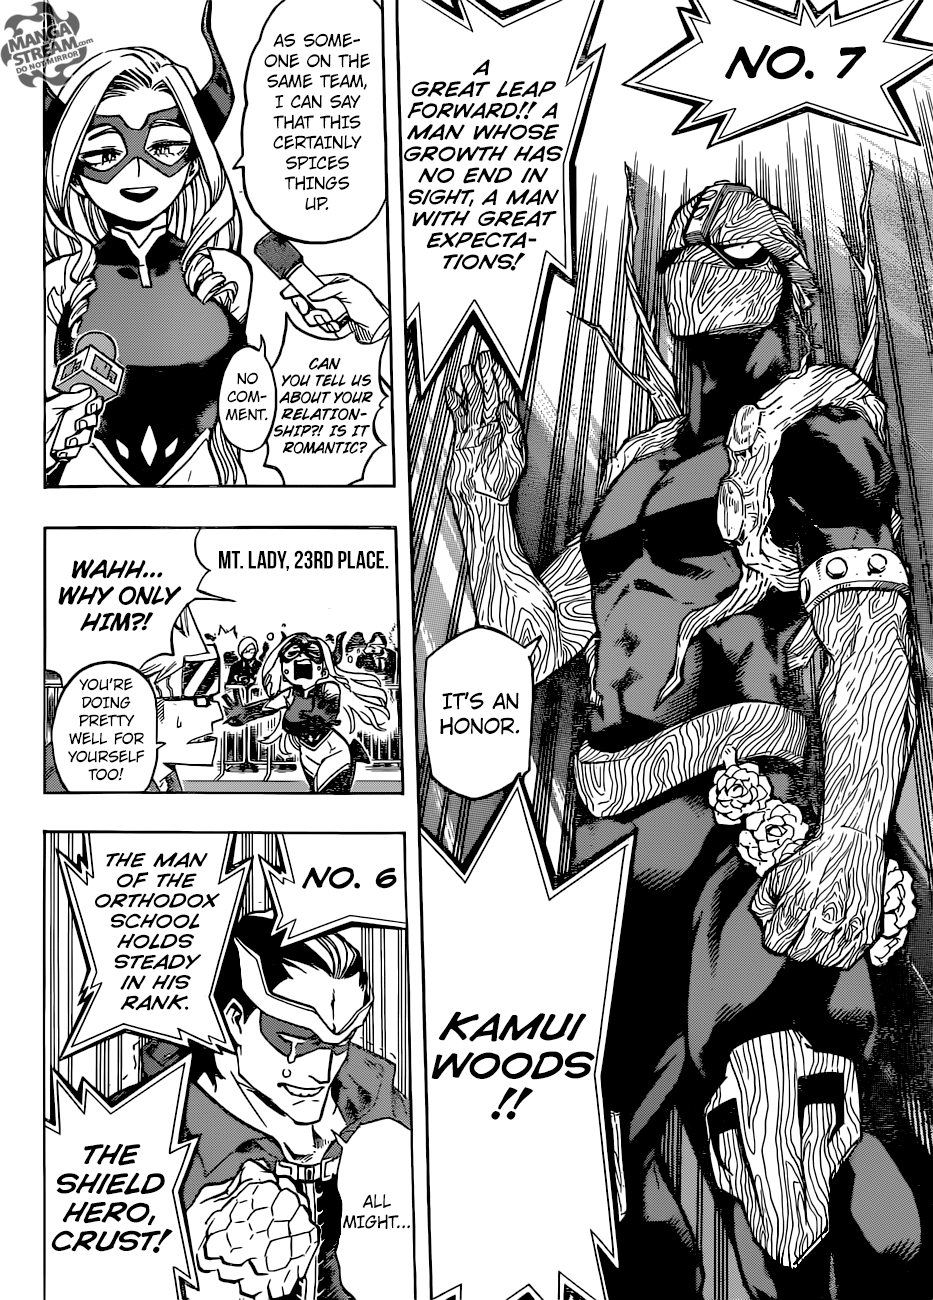 NO. 7
A
GREAT LEAP
FORWARD!! A
MAN WHOSE
GROWTH HAS
NO END IN
SIGHT, A MAN
WITH GREAT
EXPECTA-
TIONS!
IT'S AN
HONOR.
KAMUI
WOODS
!!
MANGA
STREAM.com
DO NOT MIRROR
AS SOME-
ONE ON THE
SAME TEAM,
I CAN SAY
THAT THIS
CERTAINLY
SPICES
THINGS
UP.
CAN
YOU TELL US
ABOUT YOUR
RELATION-
SHIP?! IS IT
ROMANTIC?
NO
COM-
MENT.
MT. LADY, 23RD PLACE.
WAHH...
WHY ONLY
HIM?!
YOU'RE
DOING
PRETTY
WELL FOR
YOURSELF
TOO!
NO. 6
THE MAN
OF THE
ORTHODOX
SCHOOL
HOLDS
STEADY
IN HIS
RANK.
THE
SHIELD
HERO,
CRUST!
ALL
MIGHT...